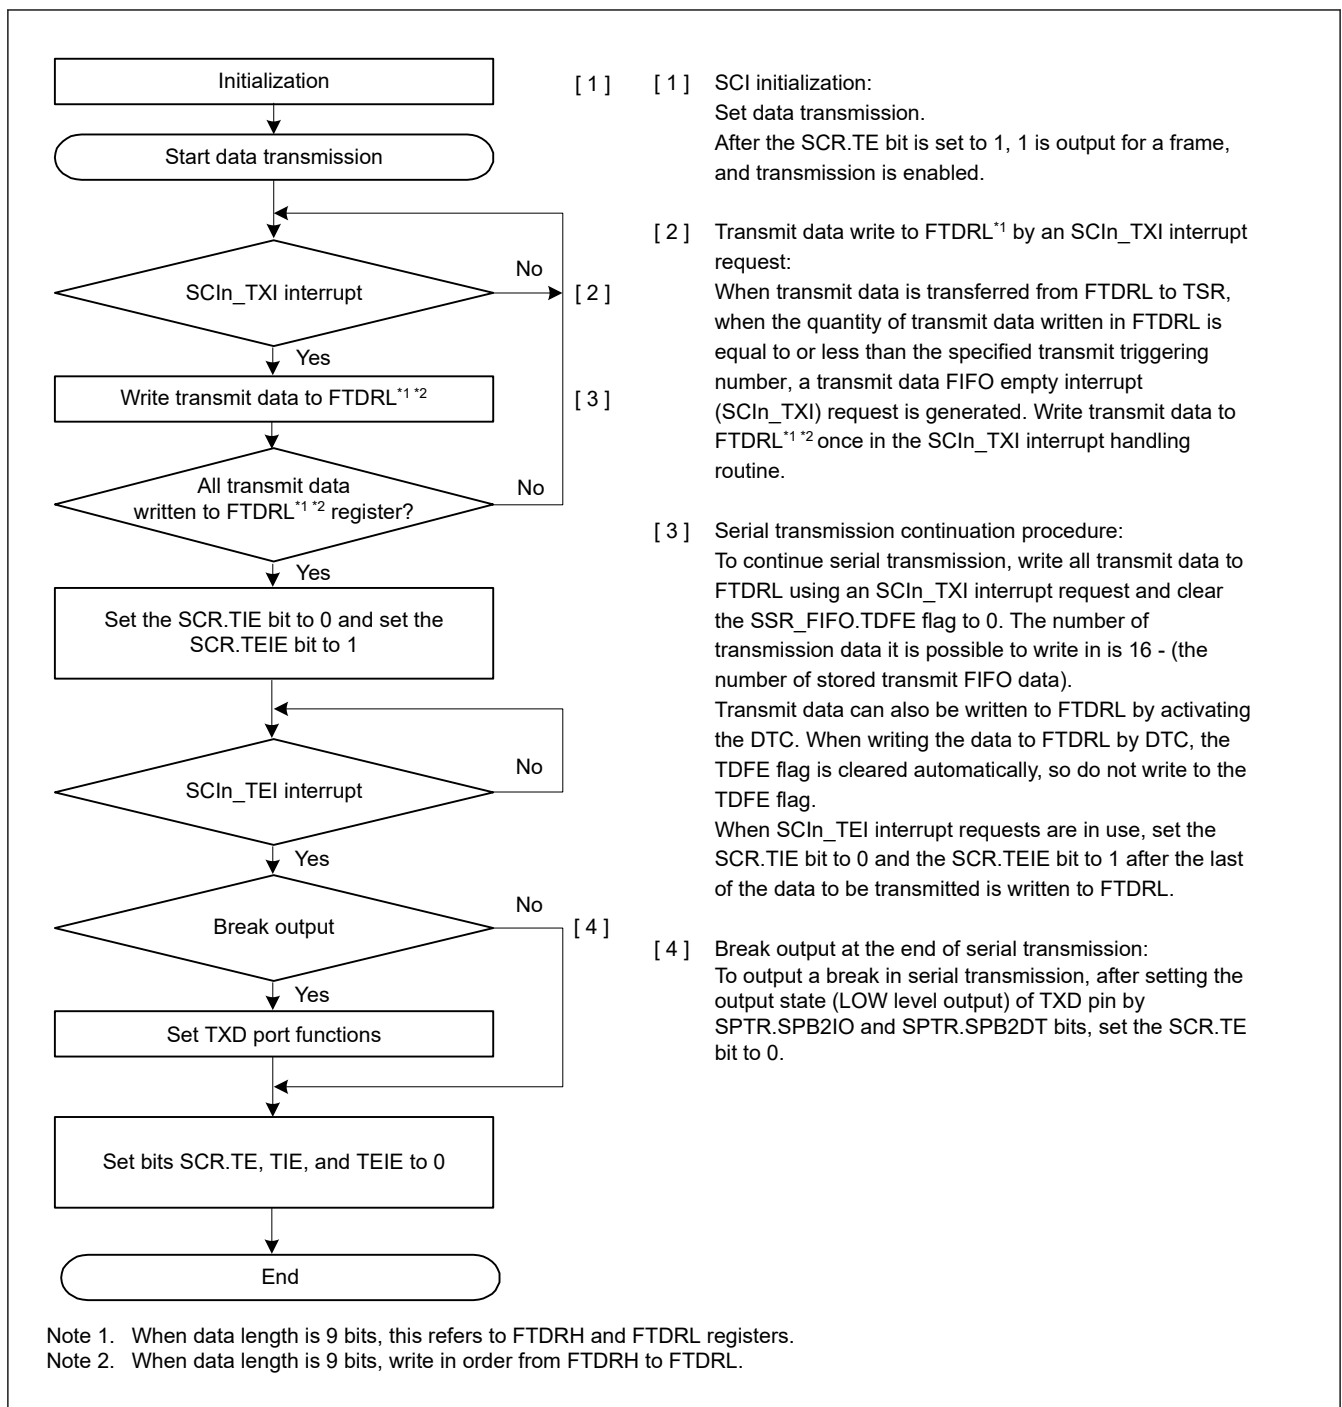 Initialization
[ 1 ]
Start data transmission
SCIn_TXI interrupt
No
[ 2 ]
Yes
Write transmit data to FTDRL*1 *2
[ 3 ]
All transmit data
written to FTDRL*1 *2 register?
No
Yes
Set the SCR.TIE bit to 0 and set the
SCR.TEIE bit to 1
SCIn_TEI interrupt
No
Yes
Break output
No
[ 4 ]
Yes
Set TXD port functions
Set bits SCR.TE, TIE, and TEIE to 0
End
[ 1 ] SCI initialization:
Set data transmission.
After the SCR.TE bit is set to 1, 1 is output for a frame,
and transmission is enabled.
[ 2 ] Transmit data write to FTDRL*1 by an SCIn_TXI interrupt
request:
When transmit data is transferred from FTDRL to TSR,
when the quantity of transmit data written in FTDRL is
equal to or less than the specified transmit triggering
number, a transmit data FIFO empty interrupt
(SCIn_TXI) request is generated. Write transmit data to
FTDRL*1 *2 once in the SCIn_TXI interrupt handling
routine.
[ 3 ] Serial transmission continuation procedure:
To continue serial transmission, write all transmit data to
FTDRL using an SCIn_TXI interrupt request and clear
the SSR_FIFO.TDFE flag to 0. The number of
transmission data it is possible to write in is 16 - (the
number of stored transmit FIFO data).
Transmit data can also be written to FTDRL by activating
the DTC. When writing the data to FTDRL by DTC, the
TDFE flag is cleared automatically, so do not write to the
TDFE flag.
When SCIn_TEI interrupt requests are in use, set the
SCR.TIE bit to 0 and the SCR.TEIE bit to 1 after the last
of the data to be transmitted is written to FTDRL.
[ 4 ] Break output at the end of serial transmission:
To output a break in serial transmission, after setting the
output state (LOW level output) of TXD pin by
SPTR.SPB2IO and SPTR.SPB2DT bits, set the SCR.TE
bit to 0.
Note 1. When data length is 9 bits, this refers to FTDRH and FTDRL registers.
Note 2. When data length is 9 bits, write in order from FTDRH to FTDRL.